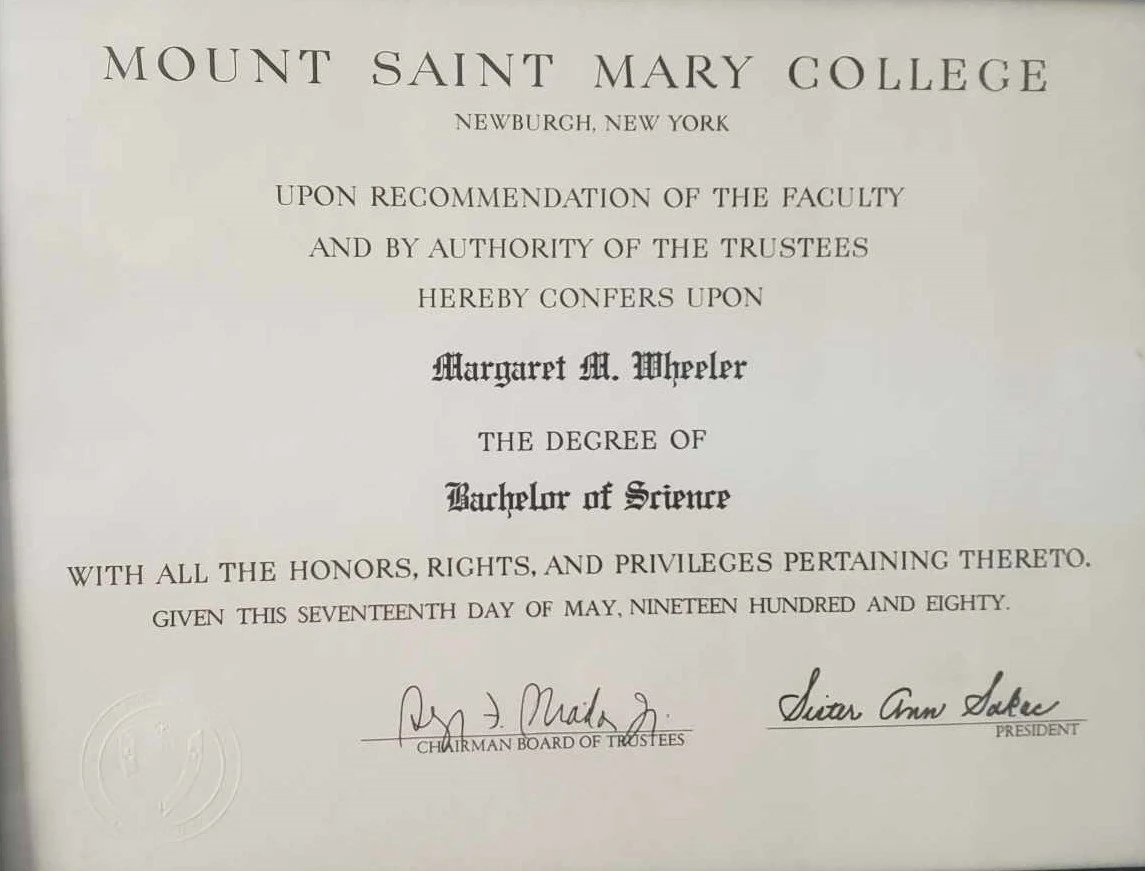 MOUNT SAINT MARY COLLEGE
NEWBURGH, NEW YORK
UPON RECOMMENDATION OF THE FACULTY
AND BY AUTHORITY OF THE TRUSTEES
HEREBY CONFERS UPON
Margaret M. Wheeler
THE DEGREE OF
Bachelor of Science
WITH ALL THE HONORS, RIGHTS, AND PRIVILEGES PERTAINING THERETO.
GIVEN THIS SEVENTEENTH DAY OF MAY, NINETEEN HUNDRED AND EIGHTY.
F. Jr.
CHAIRMAN BOARD OF TRUSTEES
Sister Ann Sakac
PRESIDENT